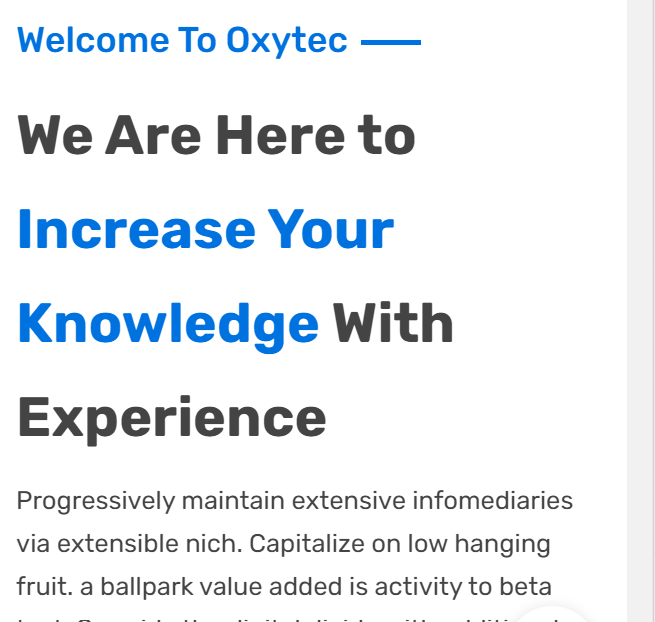 Welcome To Oxytec
We Are Here to
Increase Your
Knowledge With
Experience
Progressively maintain extensive infomediaries
via extensible nich. Capitalize on low hanging
fruit. a ballpark value added is activity to beta